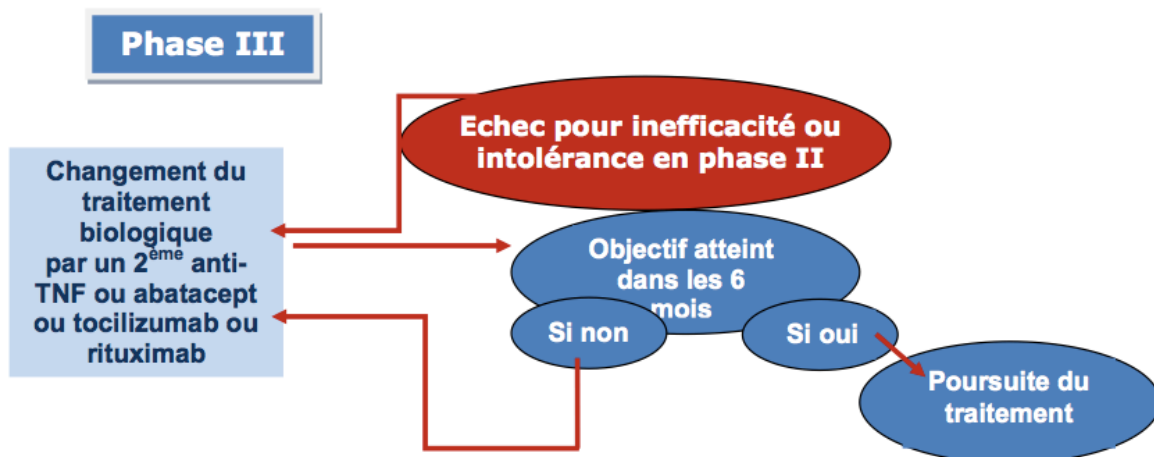 Phase III
Echec pour inefficacité ou
intolérance en phase II
Changement du
traitement
biologique
par un 2ème anti-
TNF ou abatacept
ou tocilizumab ou
rituximab
Objectif atteint
dans les 6
mois
Si non
Si oui
Poursuite du
traitement